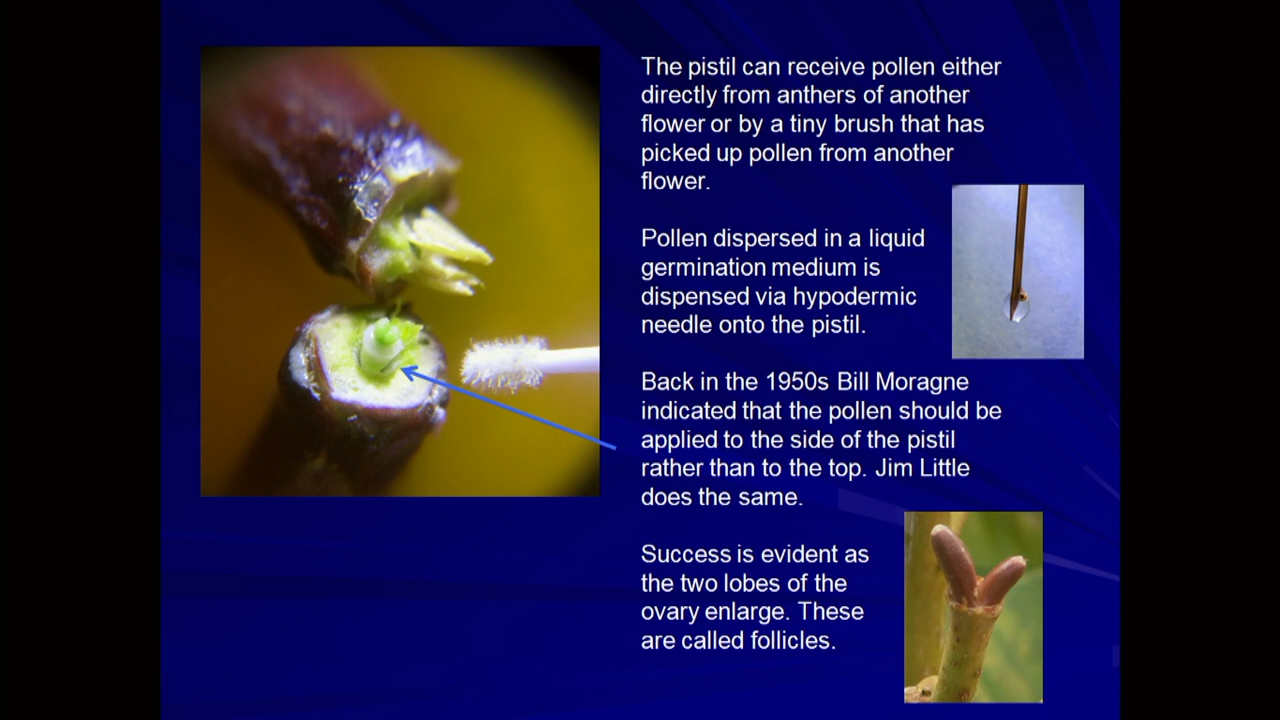 The pistil can receive pollen either
directly from anthers of another
flower or by a tiny brush that has
picked up pollen from another
flower.
Pollen dispersed in a liquid
germination medium is
dispensed via hypodermic
needle onto the pistil.
Back in the 1950s Bill Moragne
indicated that the pollen should be
applied to the side of the pistil
rather than to the top. Jim Little
does the same.
Success is evident as
the two lobes of the
ovary enlarge. These
are called follicles.